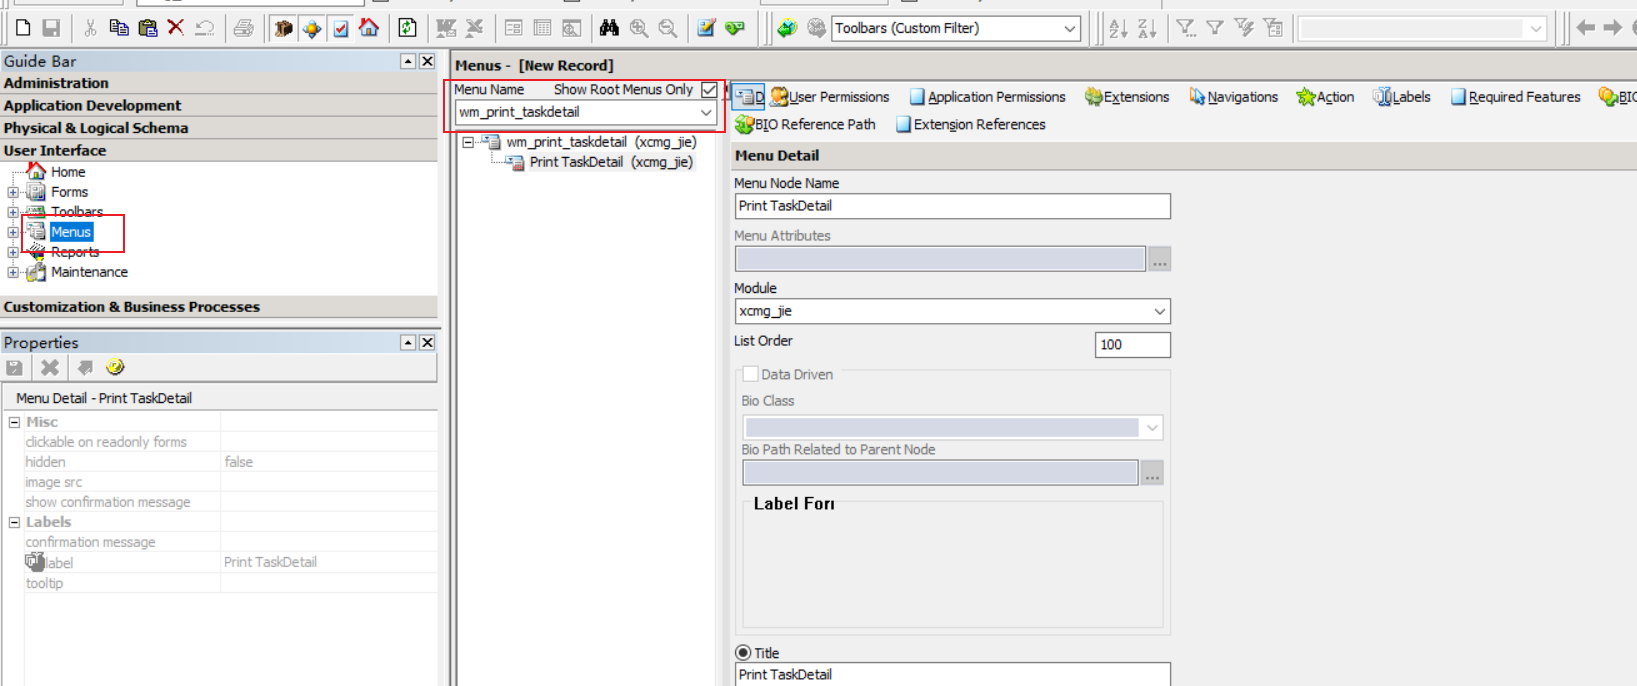 Toolbars (Custom Filter)
Guide Bar
Administration
Application Development
Physical & Logical Schema
User Interface
Home
Forms
Toolbars
Menus
Reports
Maintenance
Customization & Business Processes
Properties
Menu Detail - Print TaskDetail
Misc
clickable on readonly forms
hidden false
image src
show confirmation message
Labels
confirmation message
label Print TaskDetail
tooltip
Menus - [New Record]
Menu Name Show Root Menus Only
wm_print_taskdetail
wm_print_taskdetail (xcmg_jie)
Print TaskDetail (xcmg_jie)
D User Permissions Application Permissions Extensions Navigations Action Labels Required Features BIO
BIO Reference Path Extension References
Menu Detail
Menu Node Name
Print TaskDetail
Menu Attributes
...
Module
xcmg_jie
List Order 100
Data Driven
Bio Class
Bio Path Related to Parent Node
...
Label Forr
Title
Print TaskDetail